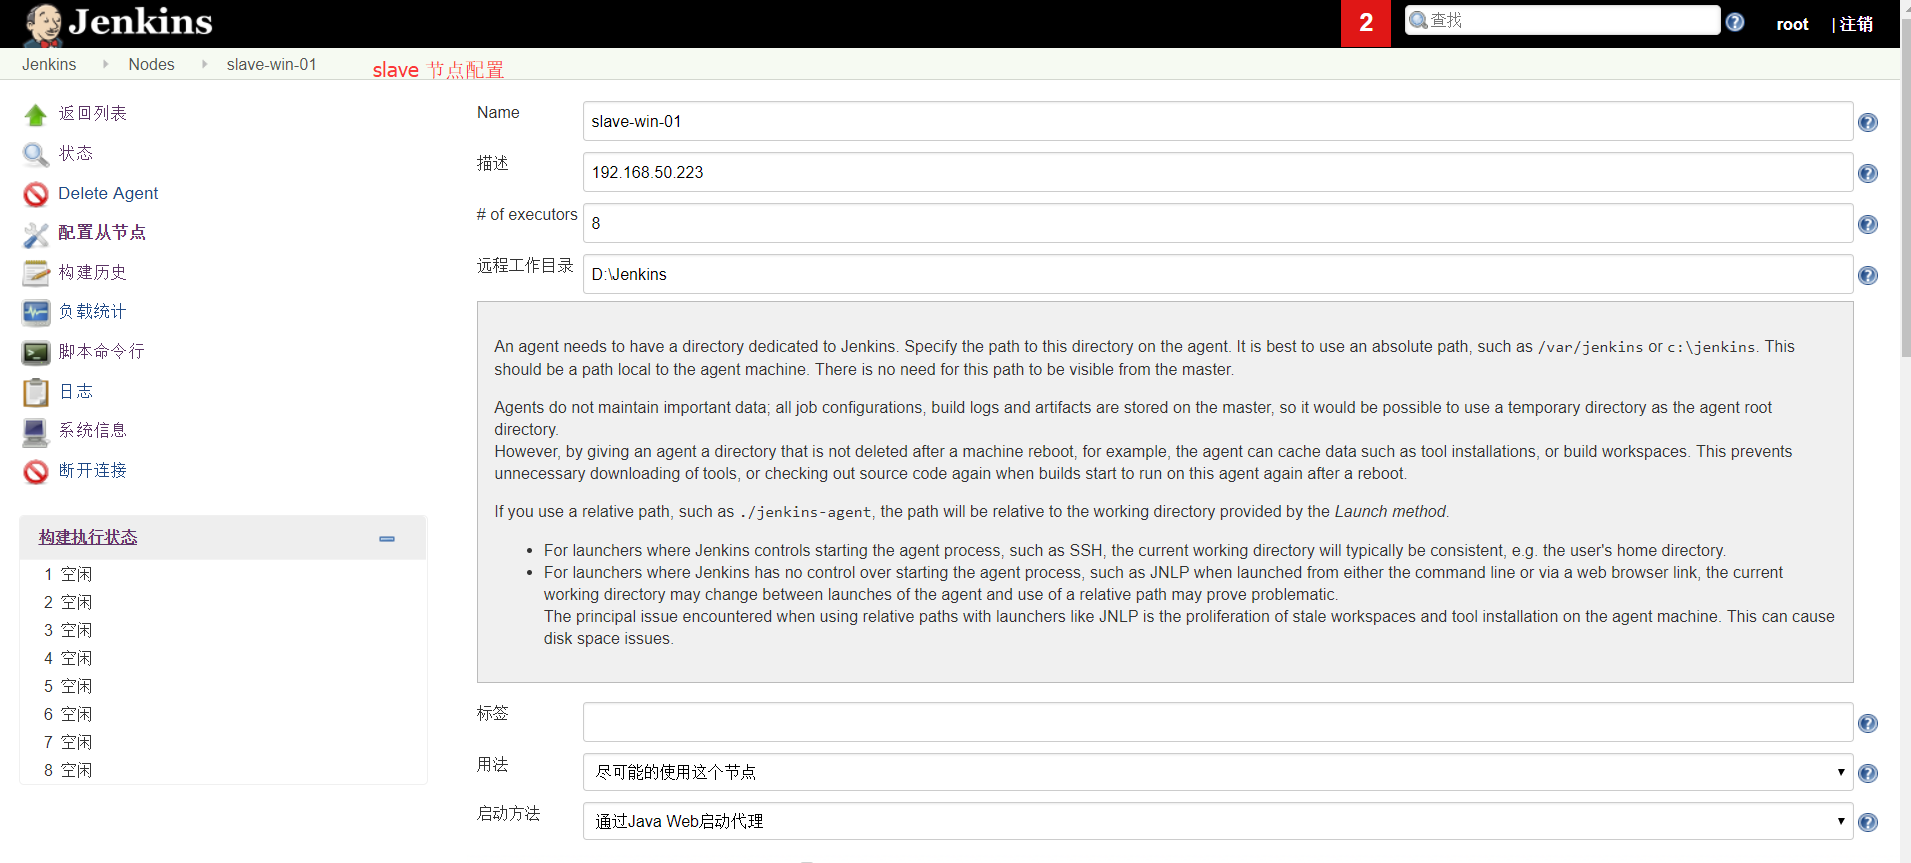 Jenkins
2
查找
root
| 注销
Jenkins
Nodes
slave-win-01
slave 节点配置
返回列表
状态
Delete Agent
配置从节点
构建历史
负载统计
脚本命令行
日志
系统信息
断开连接
构建执行状态
1 空闲
2 空闲
3 空闲
4 空闲
5 空闲
6 空闲
7 空闲
8 空闲
Name
slave-win-01
描述
192.168.50.223
# of executors
8
远程工作目录
D:\Jenkins
An agent needs to have a directory dedicated to Jenkins. Specify the path to this directory on the agent. It is best to use an absolute path, such as /var/jenkins or c:\jenkins. This
should be a path local to the agent machine. There is no need for this path to be visible from the master.
Agents do not maintain important data; all job configurations, build logs and artifacts are stored on the master, so it would be possible to use a temporary directory as the agent root
directory.
However, by giving an agent a directory that is not deleted after a machine reboot, for example, the agent can cache data such as tool installations, or build workspaces. This prevents
unnecessary downloading of tools, or checking out source code again when builds start to run on this agent again after a reboot.
If you use a relative path, such as ./jenkins-agent, the path will be relative to the working directory provided by the Launch method.
• For launchers where Jenkins controls starting the agent process, such as SSH, the current working directory will typically be consistent, e.g. the user's home directory.
• For launchers where Jenkins has no control over starting the agent process, such as JNLP when launched from either the command line or via a web browser link, the current
working directory may change between launches of the agent and use of a relative path may prove problematic.
The principal issue encountered when using relative paths with launchers like JNLP is the proliferation of stale workspaces and tool installation on the agent machine. This can cause
disk space issues.
标签
用法
尽可能的使用这个节点
启动方法
通过Java Web启动代理